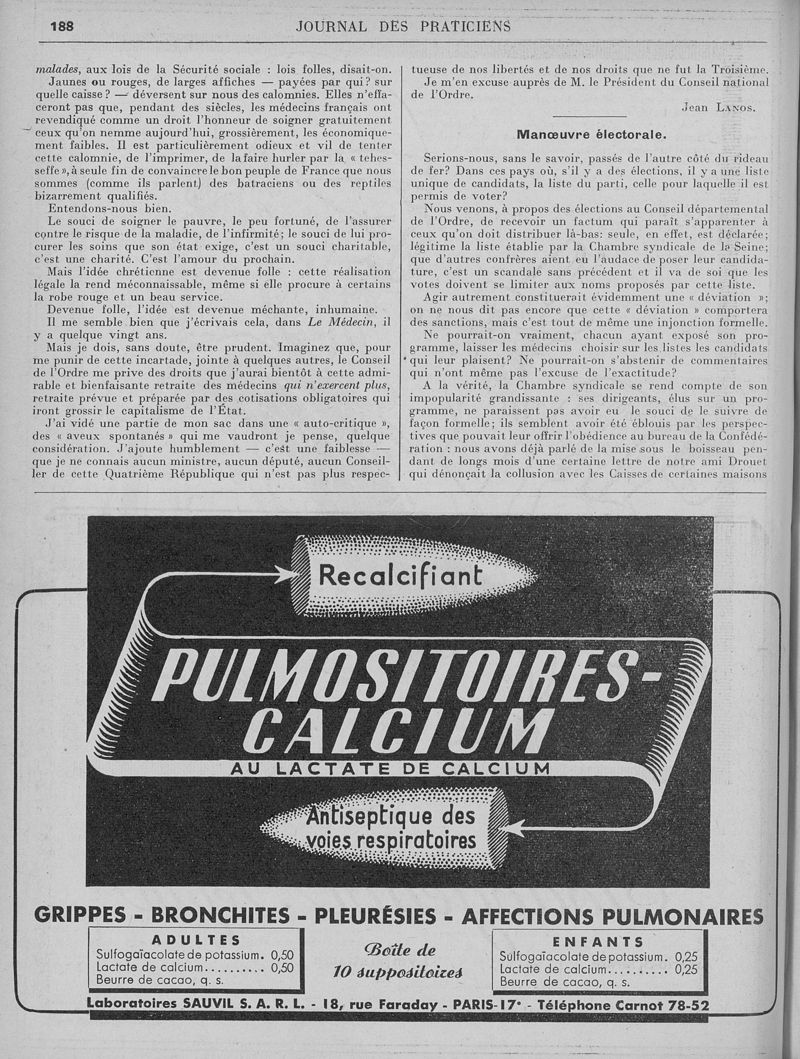 188
JOURNAL DES PRATICIENS
malades, aux lois de la Sécurité sociale : lois folles, disait-on.
Jaunes ou rouges, de larges affiches — payées par qui ? sur
quelle caisse ? — déversent sur nous des calomnies. Elles n'effa-
ceront pas que, pendant des siècles, les médecins français ont
revendiqué comme un droit l'honneur de soigner gratuitement
ceux qu'on nemme aujourd'hui, grossièrement, les économique-
ment faibles. Il est particulièrement odieux et vil de tenter
cette calomnie, de l'imprimer, de la faire hurler par la « tehes-
seffe », à seule fin de convaincre le bon peuple de France que nous
sommes (comme ils parlent) des batraciens ou des reptiles
bizarrement qualifiés.
Entendons-nous bien.
Le souci de soigner le pauvre, le peu fortuné, de l'assurer
contre le risque de la maladie, de l'infirmité; le souci de lui pro-
curer les soins que son état exige, c'est un souci charitable,
c'est une charité. C'est l'amour du prochain.
Mais l'idée chrétienne est devenue folle : cette réalisation
légale la rend méconnaissable, même si elle procure à certains
la robe rouge et un beau service.
Devenue folle, l'idée est devenue méchante, inhumaine.
Il me semble bien que j'écrivais cela, dans Le Médecin, il
y a quelque vingt ans.
Mais je dois, sans doute, être prudent. Imaginez que, pour
me punir de cette incartade, jointe à quelques autres, le Conseil
de l'Ordre me prive des droits que j'aurai bientôt à cette admi-
rable et bienfaisante retraite des médecins qui n'exercent plus,
retraite prévue et préparée par des cotisations obligatoires qui
iront grossir le capitalisme de l'État.
J'ai vidé une partie de mon sac dans une « auto-critique »,
des « aveux spontanés » qui me vaudront je pense, quelque
considération. J'ajoute humblement — c'est une faiblesse —
que je ne connais aucun ministre, aucun député, aucun Conseil-
ler de cette Quatrième République qui n'est pas plus respec-
tueuse de nos libertés et de nos droits que ne fut la Troisième.
Je m'en excuse auprès de M. le Président du Conseil national
de l'Ordre.
Jean LANOS.
Manœuvre électorale.
Serions-nous, sans le savoir, passés de l'autre côté du rideau
de fer? Dans ces pays où, s'il y a des élections, il y a une liste
unique de candidats, la liste du parti, celle pour laquelle il est
permis de voter?
Nous venons, à propos des élections au Conseil départemental
de l'Ordre, de recevoir un factum qui paraît s'apparenter à
ceux qu'on doit distribuer là-bas: seule, en effet, est déclarée
légitime la liste établie par la Chambre syndicale de le Seine;
que d'autres confrères aient eu l'audace de poser leur candida-
ture, c'est un scandale sans précédent et il va de soi que les
votes doivent se limiter aux noms proposés par cette liste.
Agir autrement constituerait évidemment une « déviation »;
on ne nous dit pas encore que cette « déviation » comportera
des sanctions, mais c'est tout de même une injonction formelle.
Ne pourrait-on vraiment, chacun ayant exposé son pro-
gramme, laisser les médecins choisir sur les listes les candidats
qui leur plaisent? Ne pourrait-on s'abstenir de commentaires
qui n'ont même pas l'excuse de l'exactitude?
A la vérité, la Chambre syndicale se rend compte de son
impopularité grandissante : ses dirigeants, élus sur un pro-
gramme, ne paraissent pas avoir eu le souci de le suivre de
façon formelle; ils semblent avoir été éblouis par les perspec-
tives que pouvait leur offrir l'obédience au bureau de la Confédé-
ration : nous avons déjà parlé de la mise sous le boisseau pen-
dant de longs mois d'une certaine lettre de notre ami Drouet
qui dénonçait la collusion avec les Caisses de certaines maisons
Recalcifiant
PULMOSITOIRES-
CALCIUM
AU LACTATE DE CALCIUM
Antiseptique des
voies respiratoires
GRIPPES - BRONCHITES - PLEURÉSIES - AFFECTIONS PULMONAIRES
ADULTES
Sulfogaïacolate de potassium. 0,50
Lactate de calcium.......... 0,50
Beurre de cacao, q. s.
Boîte de
10 suppositoires
ENFANTS
Sulfogaïacolate de potassium. 0,25
Lactate de calcium.......... 0,25
Beurre de cacao, q. s.
Laboratoires SAUVIL S. A. R. L. - 18, rue Faraday - PARIS-17e - Téléphone Carnot 78-52